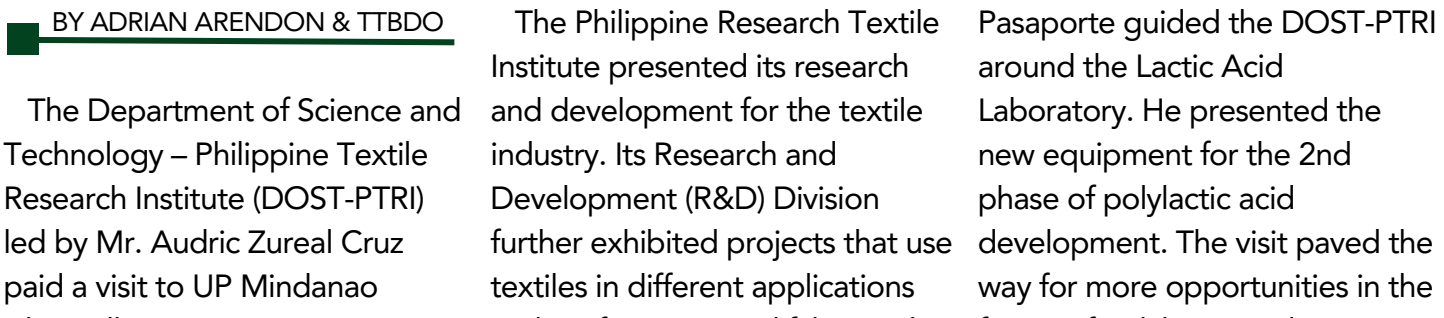 BY ADRIAN ARENDON & TTBDO
The Department of Science and
Technology – Philippine Textile
Research Institute (DOST-PTRI)
led by Mr. Audric Zureal Cruz
paid a visit to UP Mindanao
The Philippine Research Textile
Institute presented its research
and development for the textile
industry. Its Research and
Development (R&D) Division
further exhibited projects that use
textiles in different applications
Pasaporte guided the DOST-PTRI
around the Lactic Acid
Laboratory. He presented the
new equipment for the 2nd
phase of polylactic acid
development. The visit paved the
way for more opportunities in the